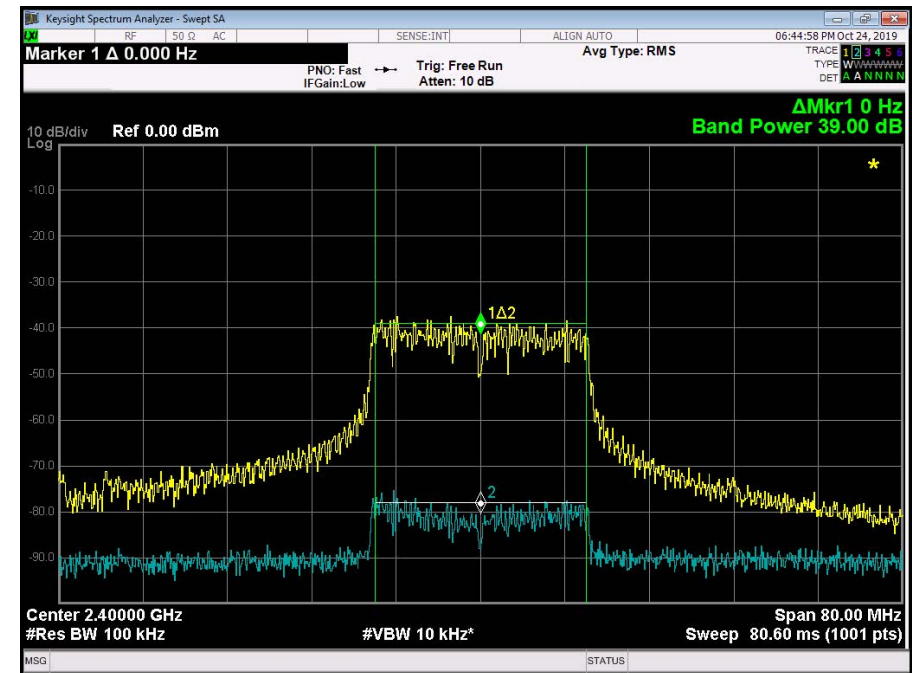 Keysight Spectrum Analyzer - Swept SA
LXI RF 50 Ω AC SENSE:INT ALIGN AUTO 06:44:58 PM Oct 24, 2019
Marker 1 Δ 0.000 Hz
PNO: Fast
IFGain:Low
Trig: Free Run
Atten: 10 dB
Avg Type: RMS
TRACE 1 2 3 4 5 6
TYPE WWWWWW
DET A A N N N N
ΔMkr1 0 Hz
10 dB/div Ref 0.00 dBm Band Power 39.00 dB
Log
*
-10.0
-20.0
-30.0
1Δ2
-40.0
-50.0
-60.0
-70.0
2
-80.0
-90.0
Center 2.40000 GHz Span 80.00 MHz
#Res BW 100 kHz #VBW 10 kHz* Sweep 80.60 ms (1001 pts)
MSG STATUS